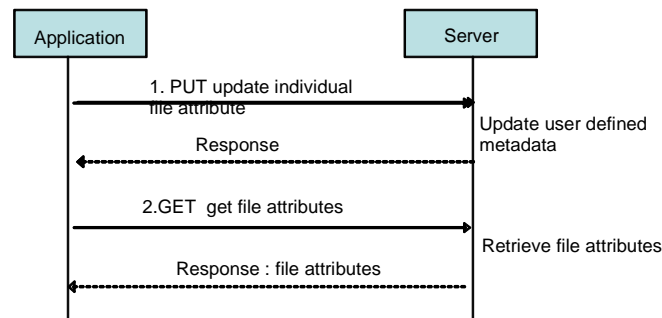 Application
Server
1. PUT update individual
file attribute
Update user defined
metadata
Response
2.GET get file attributes
Retrieve file attributes
Response : file attributes